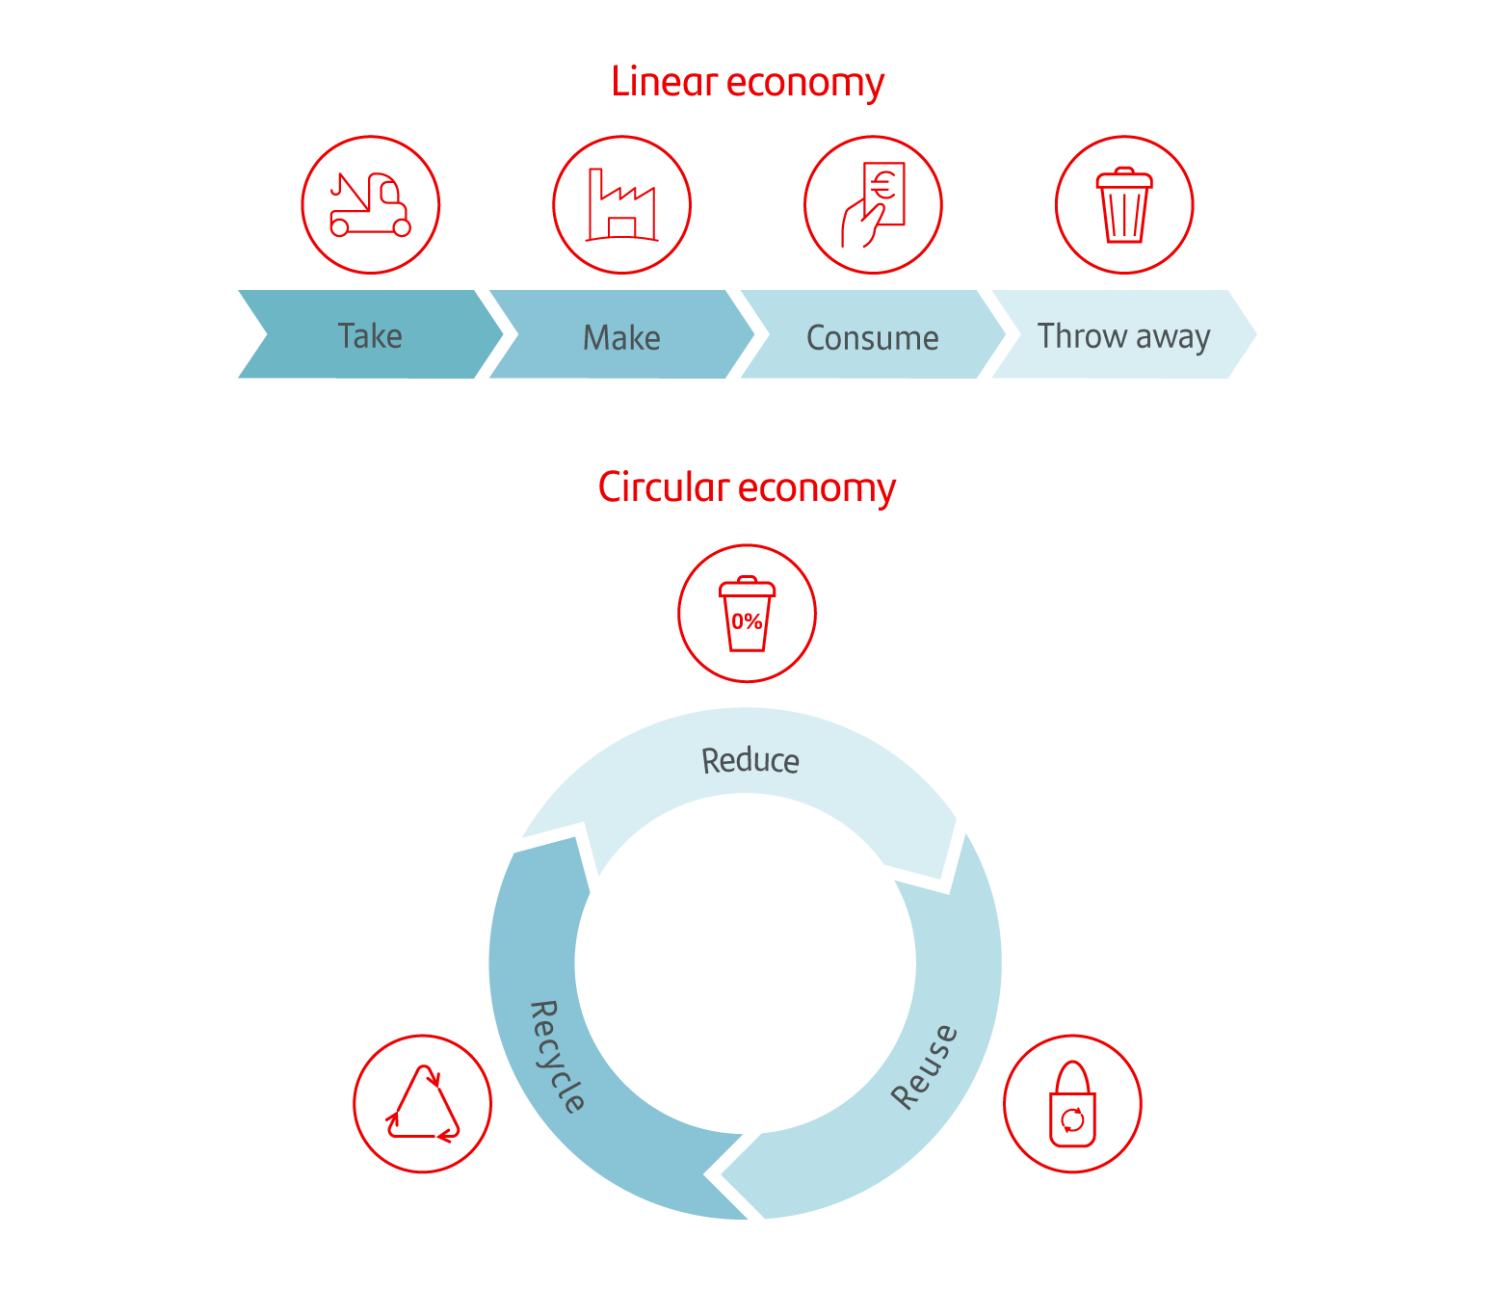 Linear economy
€
Take
Make
Consume
Throw away
Circular economy
0%
Reduce
Reuse
Recycle